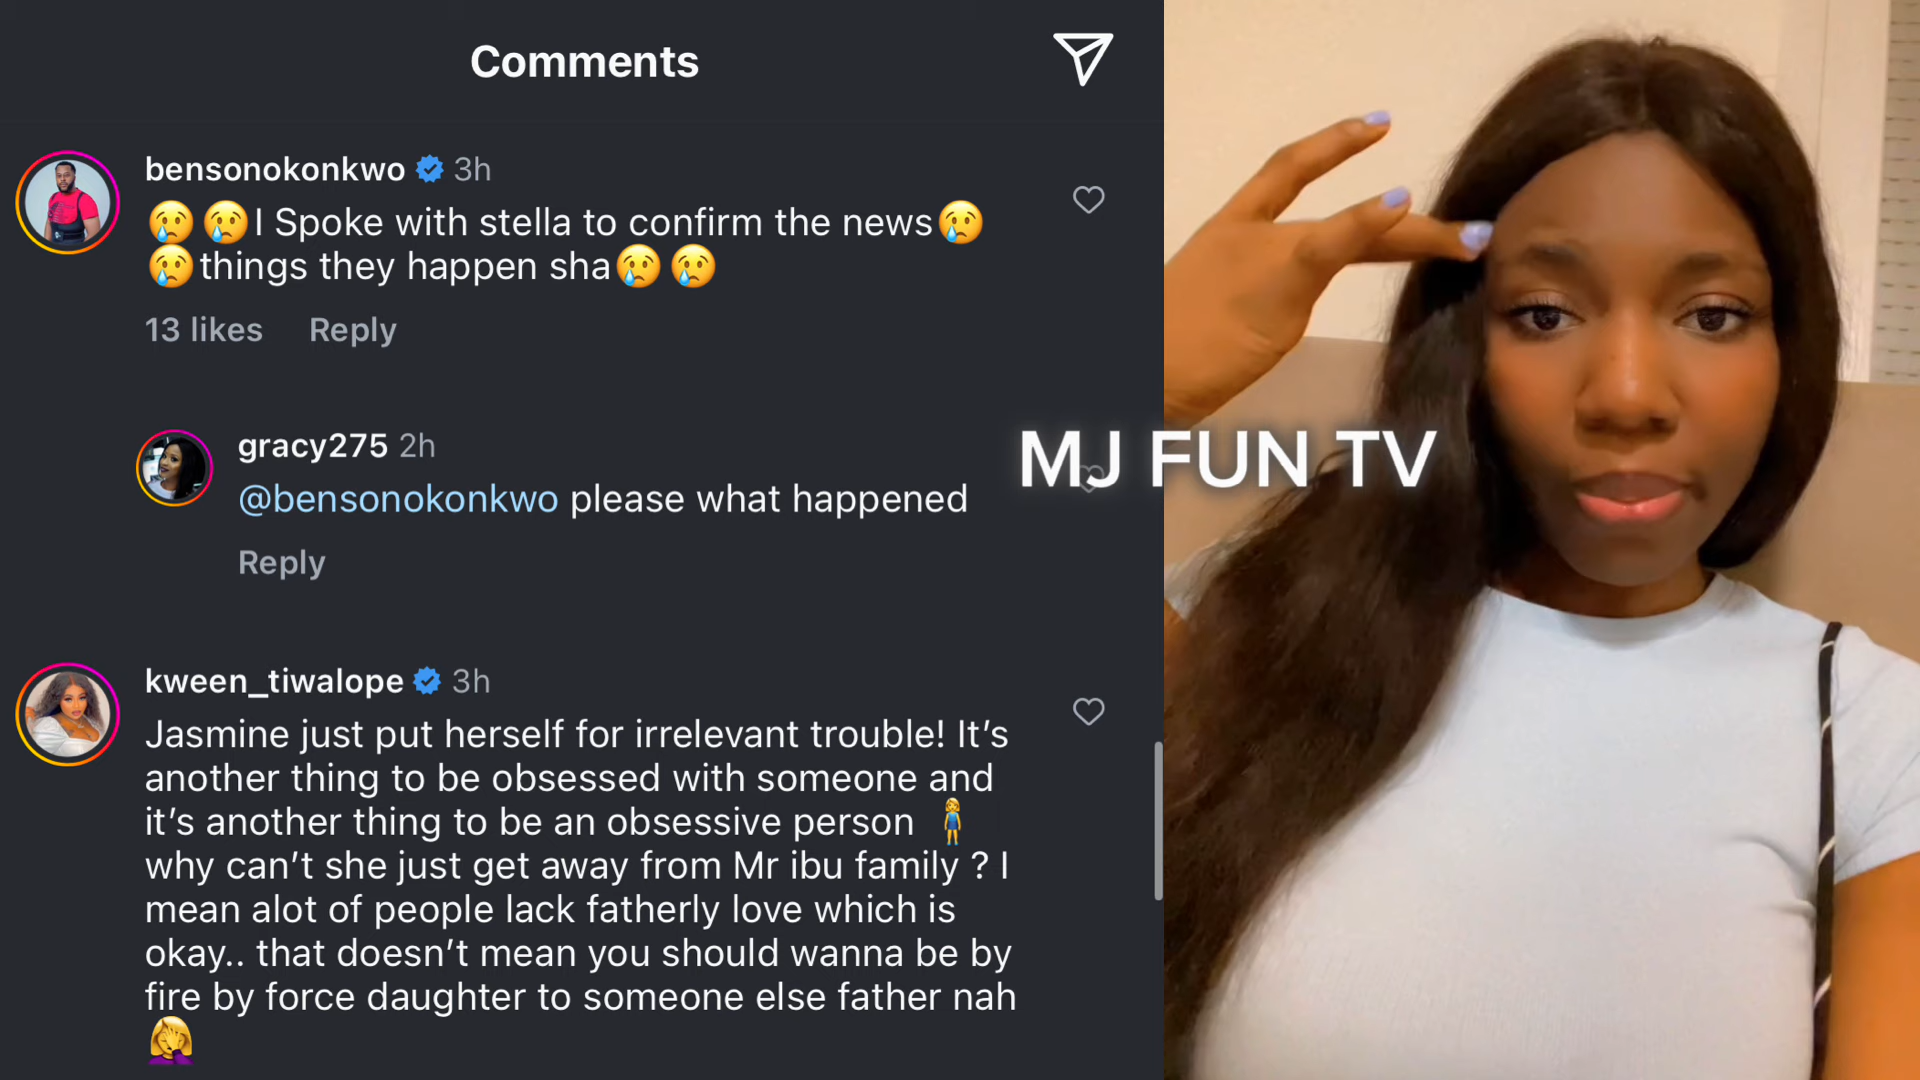 Comments
bensonokonkwo 3h
😢😢I Spoke with stella to confirm the news😢
😢things they happen sha😢😢
13 likes Reply
gracy275 2h
@bensonokonkwo please what happened
Reply
MJ FUN TV
kween_tiwalope 3h
Jasmine just put herself for irrelevant trouble! It’s
another thing to be obsessed with someone and
it’s another thing to be an obsessive person 🧍‍♀️
why can’t she just get away from Mr ibu family ? I
mean alot of people lack fatherly love which is
okay.. that doesn’t mean you should wanna be by
fire by force daughter to someone else father nah
🤦‍♀️